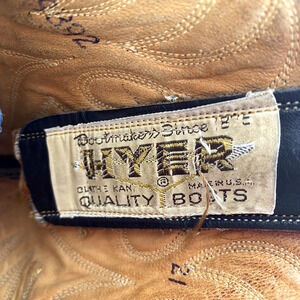 Bootmakers Since
HYER
®
OLATHE KAN. MADE IN U.S.A.
QUALITY BOOTS